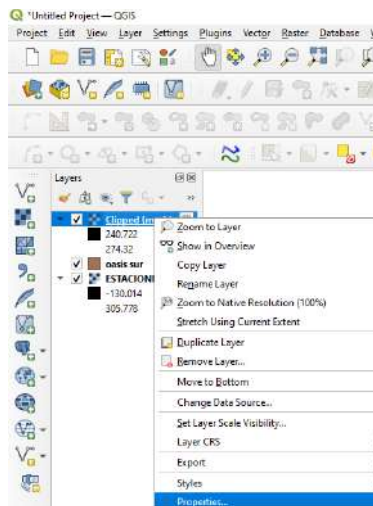 *Untitled Project — QGIS
Project Edit View Layer Settings Plugins Vector Raster Database
Layers
Clipped
240.722
274.32
oasis sur
ESTACION
-130.014
305.778
Zoom to Layer
Show in Overview
Copy Layer
Rename Layer
Zoom to Native Resolution (100%)
Stretch Using Current Extent
Duplicate Layer
Remove Layer...
Move to Bottom
Change Data Source...
Set Layer Scale Visibility...
Layer CRS
Export
Styles
Properties...